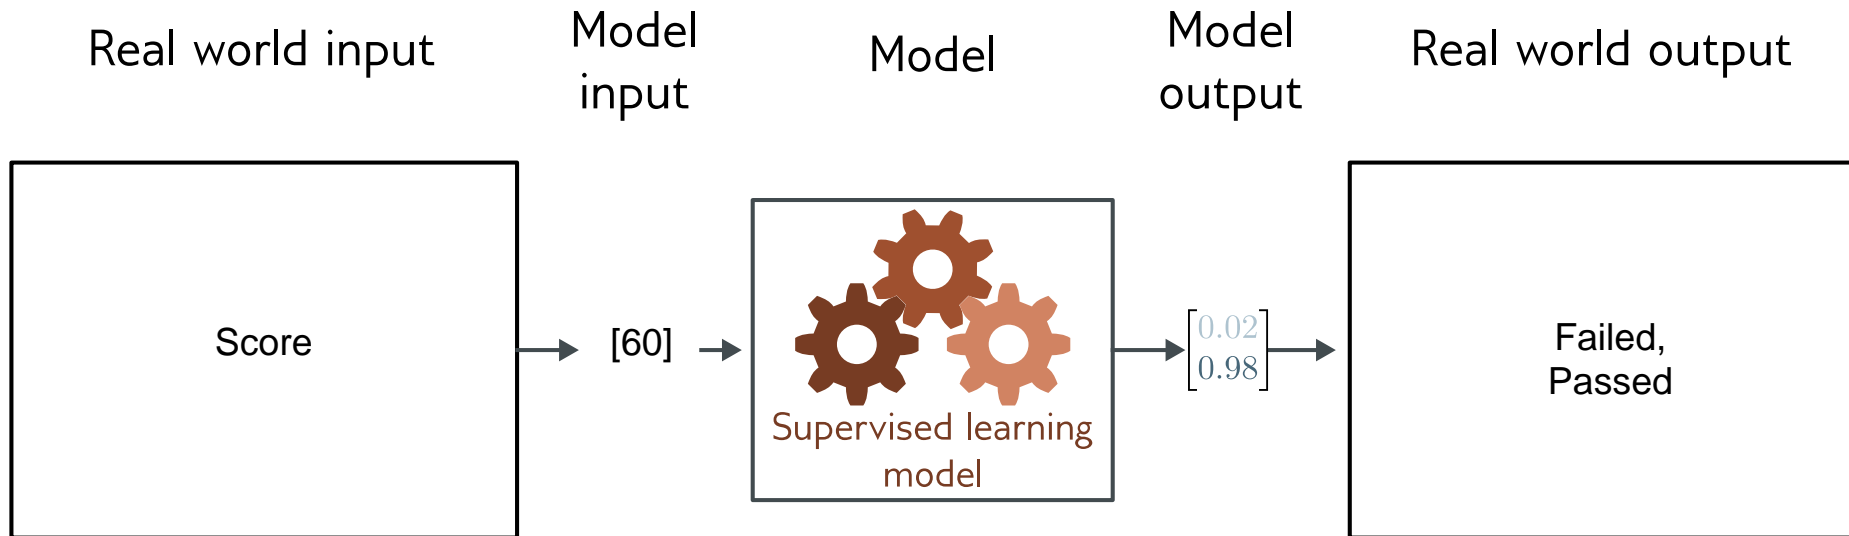 Real world input
Model
input
Model
Model
output
Real world output
Score
[60]
Supervised learning
model
0.02
0.98
Failed,
Passed